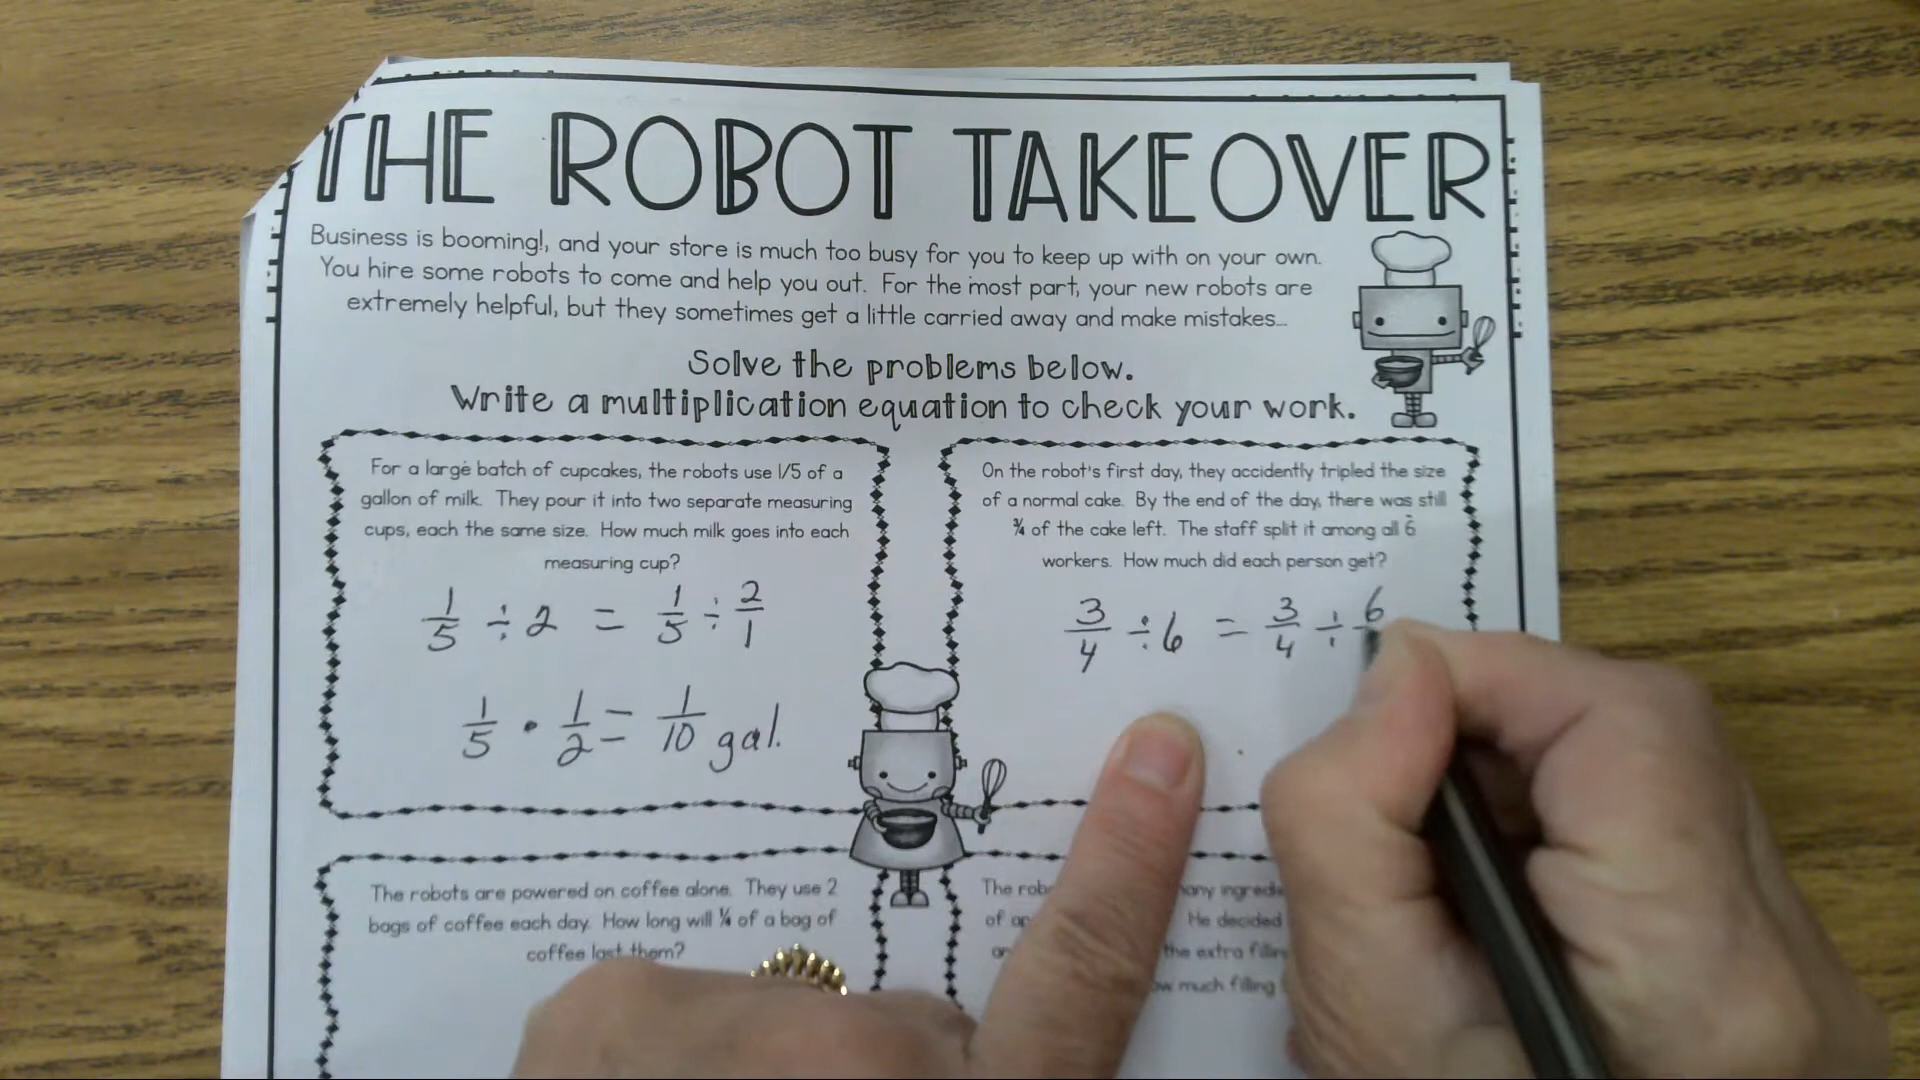 THE ROBOT TAKEOVER
Business is booming!, and your store is much too busy for you to keep up with on your own.
You hire some robots to come and help you out. For the most part, your new robots are
extremely helpful, but they sometimes get a little carried away and make mistakes...
Solve the problems below.
Write a multiplication equation to check your work.
For a large batch of cupcakes, the robots use 1/5 of a
gallon of milk. They pour it into two separate measuring
cups, each the same size. How much milk goes into each
measuring cup?
1/5 ÷ 2 = 1/5 ÷ 2/1
1/5 · 1/2 = 1/10 gal.
On the robot's first day, they accidently tripled the size
of a normal cake. By the end of the day, there was still
¾ of the cake left. The staff split it among all 6
workers. How much did each person get?
3/4 ÷ 6 = 3/4 ÷ 6
The robots are powered on coffee alone. They use 2
bags of coffee each day. How long will ¼ of a bag of
coffee last them?
The
of
He decided
the extra
much filling